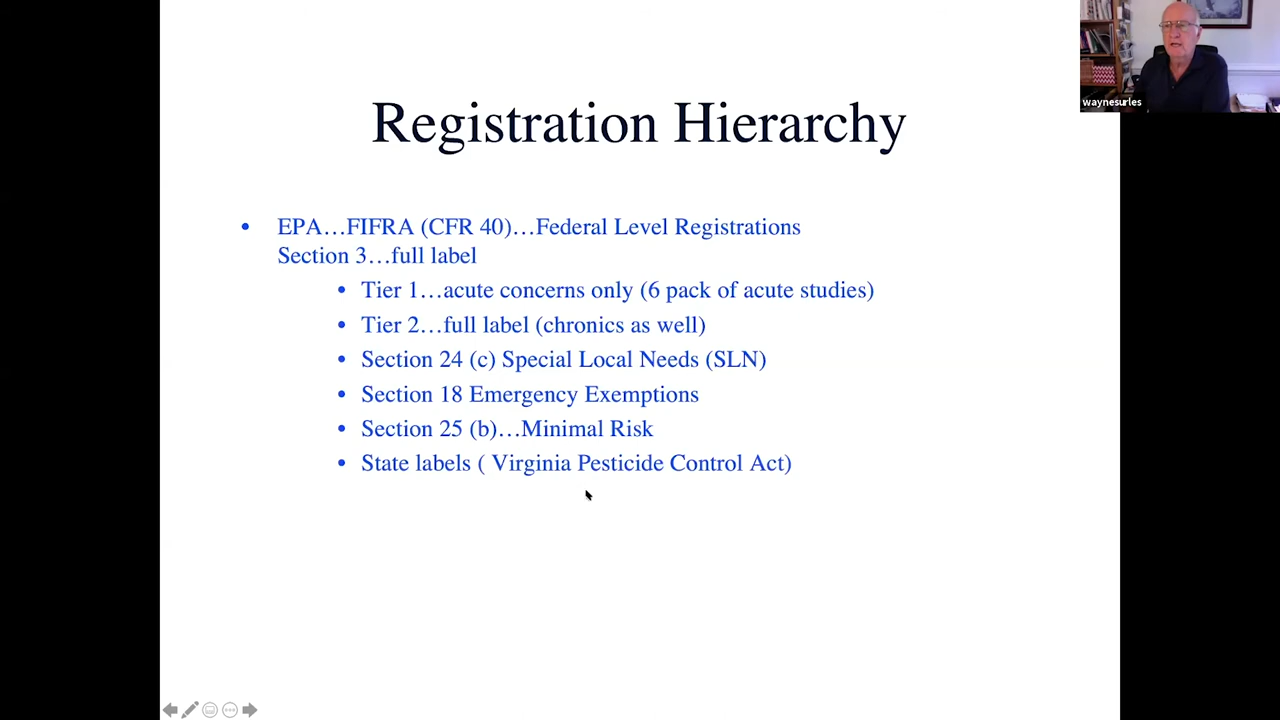 waynesurles
Registration Hierarchy
• EPA…FIFRA (CFR 40)…Federal Level Registrations
Section 3…full label
• Tier 1…acute concerns only (6 pack of acute studies)
• Tier 2…full label (chronics as well)
• Section 24 (c) Special Local Needs (SLN)
• Section 18 Emergency Exemptions
• Section 25 (b)…Minimal Risk
• State labels ( Virginia Pesticide Control Act)